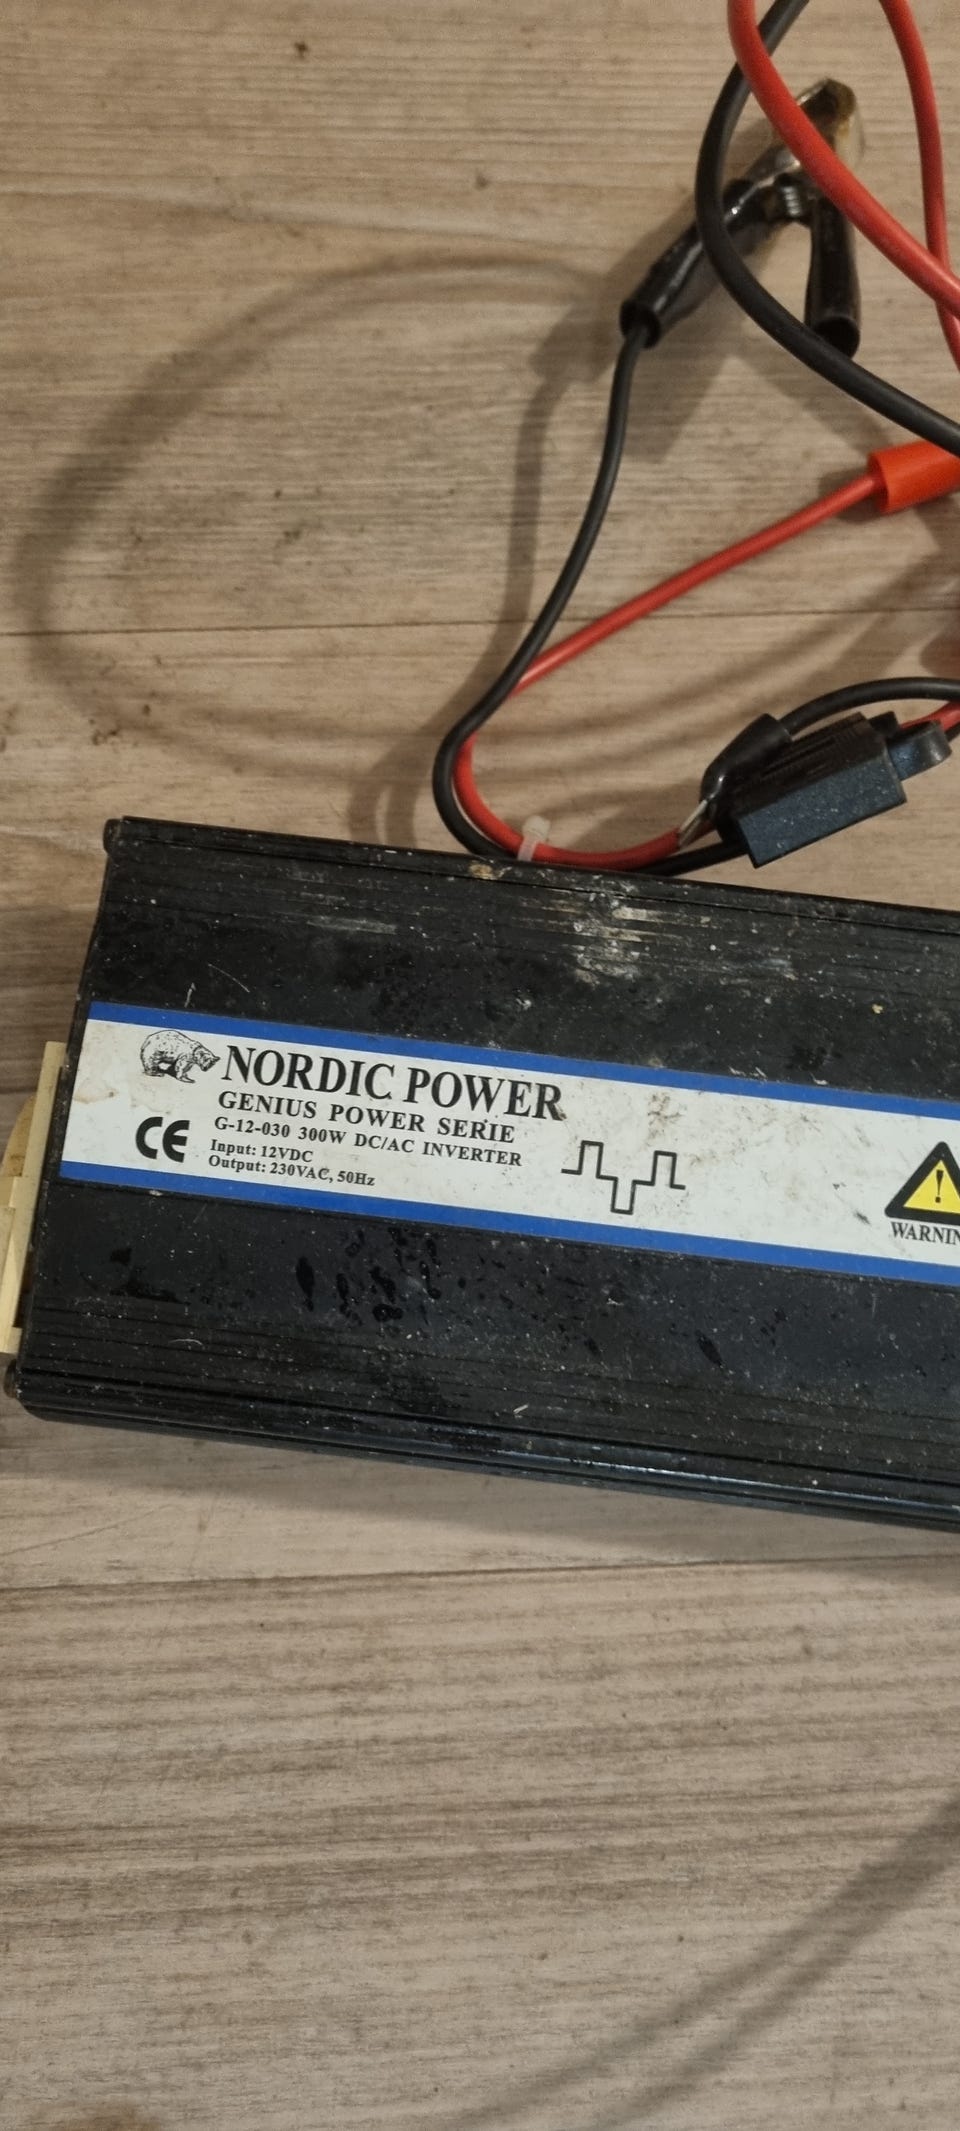 NORDIC POWER
GENIUS POWER SERIE
G-12-030 300W DC/AC INVERTER
CE
Input: 12VDC
Output: 230VAC, 50Hz
!
WARNIN